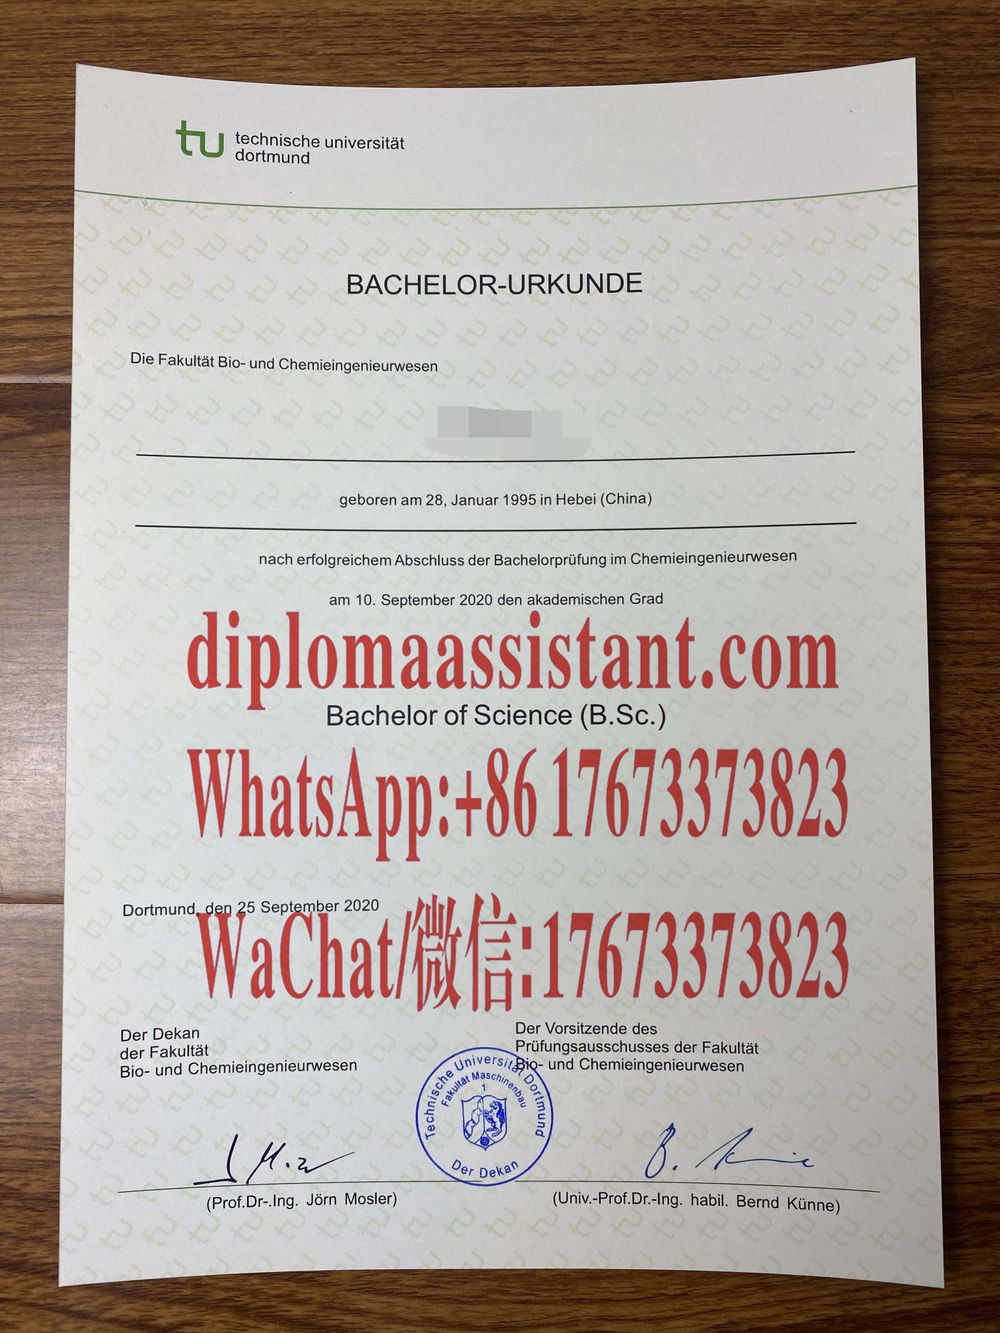 technische universität
dortmund
BACHELOR-URKUNDE
Die Fakultät Bio- und Chemieingenieurwesen
geboren am 28, Januar 1995 in Hebei (China)
nach erfolgreichem Abschluss der Bachelorprüfung im Chemieingenieurwesen
am 10. September 2020 den akademischen Grad
diplomaassistant.com
Bachelor of Science (B.Sc.)
WhatsApp:+86 17673373823
Dortmund, den 25 September 2020
WaChat/微信:17673373823
Der Dekan
der Fakultät
Bio- und Chemieingenieurwesen
Der Vorsitzende des
Prüfungsausschusses der Fakultät
Bio- und Chemieingenieurwesen
Technische Universität Dortmund
Fakultät Maschinenbau
1
Der Dekan
(Prof.Dr-.Ing. Jörn Mosler)
(Univ.-Prof.Dr.-Ing. habil. Bernd Künne)